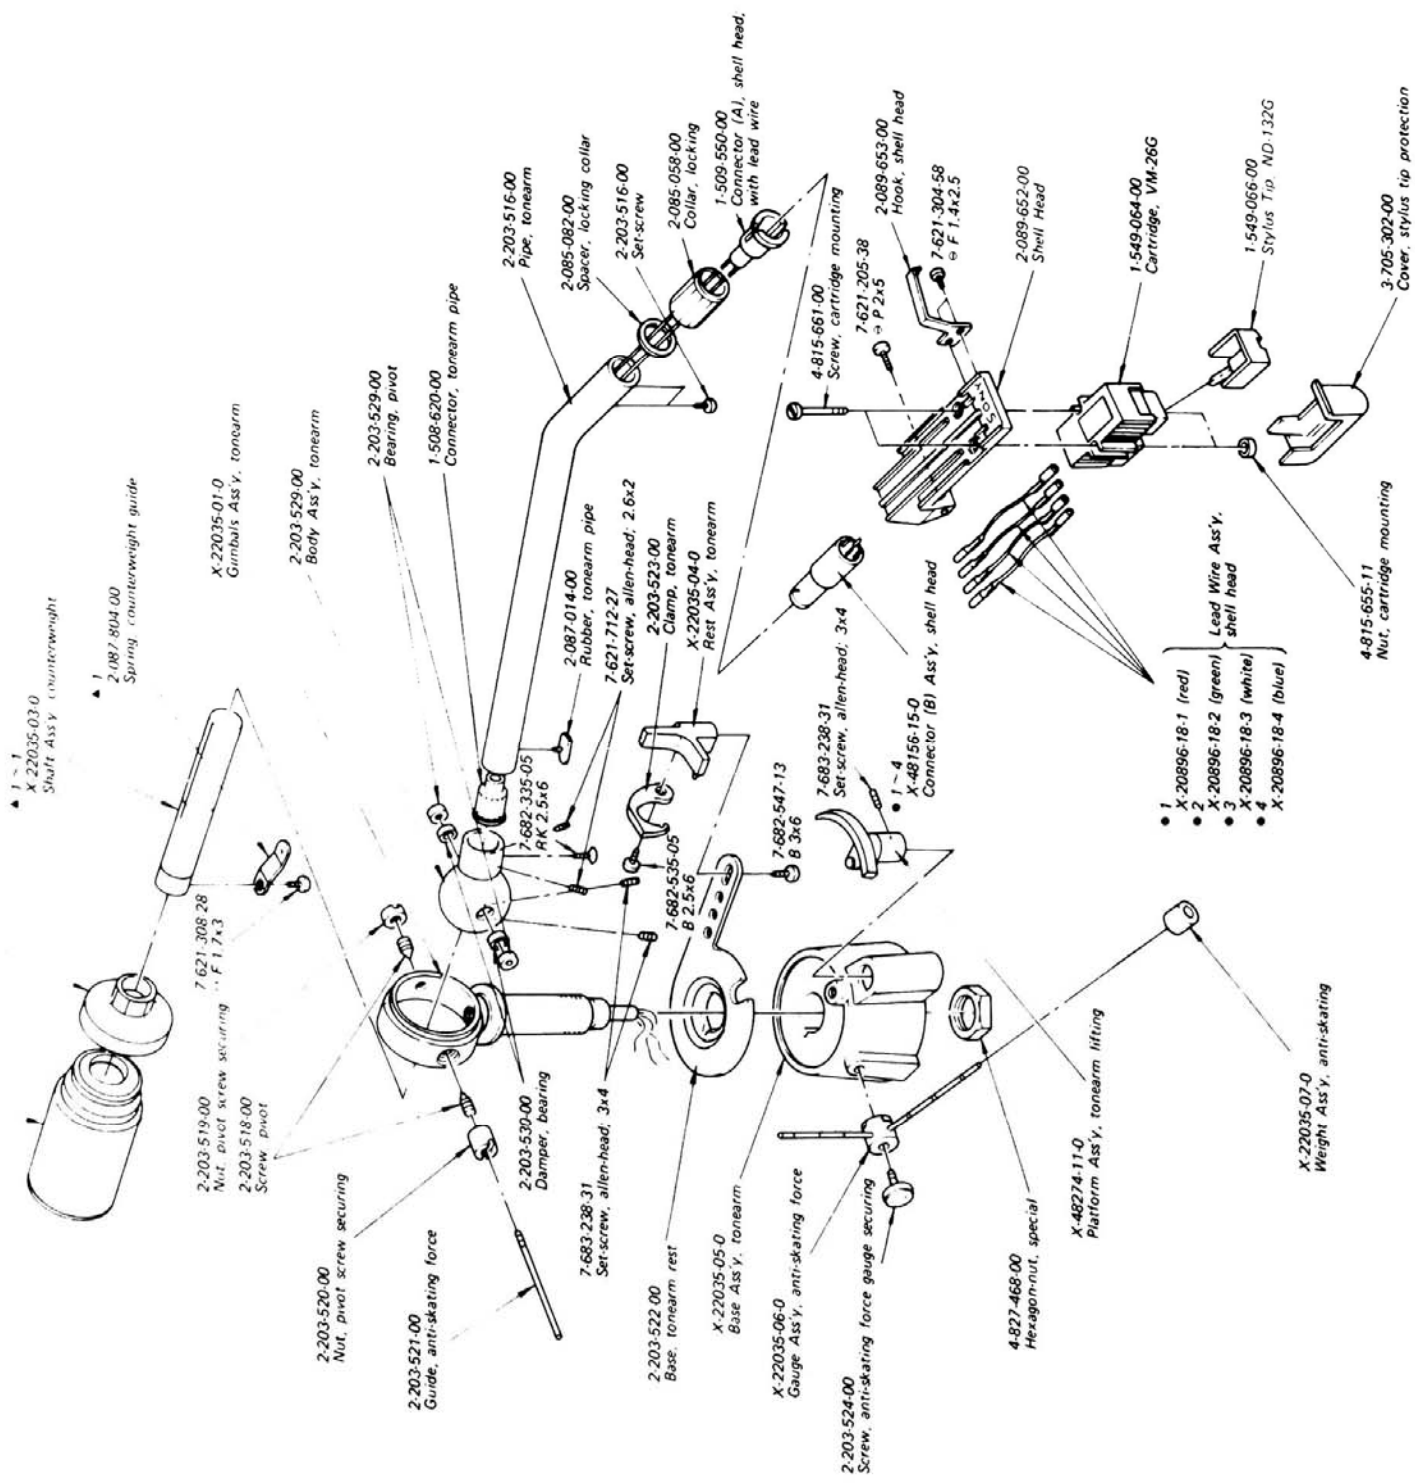 ▲ 1 ~ 1
X-22035-03-0
Shaft Ass'y counterweight
▲ 1
2-087-804-00
Spring counterweight guide
X-22035-01-0
Gimbals Ass'y, tonearm
2-203-529-00
Body Ass'y, tonearm
2-203-529-00
Bearing, pivot
1-508-620-00
Connector, tonearm pipe
2-203-516-00
Pipe, tonearm
2-085-082-00
Spacer, locking collar
2-203-516-00
Set-screw
2-085-058-00
Collar, locking
1-509-550-00
Connector (A), shell head,
with lead wire
7-621-308-28
F 1.7x3
2-203-519-00
Nut, pivot screw securing
2-203-518-00
Screw pivot
2-203-520-00
Nut, pivot screw securing
2-203-521-00
Guide, anti-skating force
2-203-530-00
Damper, bearing
7-683-238-31
Set-screw, allen-head; 3x4
7-682-335-05
RK 2.5x6
2-087-014-00
Rubber, tonearm pipe
7-621-712-27
Set-screw, allen-head; 2.6x2
2-203-523-00
Clamp, tonearm
X-22035-04-0
Rest Ass'y, tonearm
7-682-535-05
B 2.5x6
7-682-547-13
B 3x6
7-683-238-31
Set-screw, allen-head; 3x4
2-203-522-00
Base, tonearm rest
X-22035-05-0
Base Ass'y, tonearm
X-22035-06-0
Gauge Ass'y, anti-skating force
2-203-524-00
Screw, anti-skating force gauge securing
4-827-468-00
Hexagon-nut, special
X-48274-11-0
Platform Ass'y, tonearm lifting
X-22035-07-0
Weight Ass'y, anti-skating
4-815-661-00
Screw, cartridge mounting
7-621-205-38
⊖ P 2x5
2-089-653-00
Hook, shell head
7-621-304-58
⊖ F 1.4x2.5
2-089-652-00
Shell Head
SONY
1-549-064-00
Cartridge, VM-26G
1-549-066-00
Stylus Tip, ND-132G
3-705-302-00
Cover, stylus tip protection
4-815-655-11
Nut, cartridge mounting
● 1 ~ 4
X-48156-15-0
Connector (B) Ass'y, shell head
● 1
X-20896-18-1 (red)
● 2
X-20896-18-2 (green)
● 3
X-20896-18-3 (white)
● 4
X-20896-18-4 (blue)
Lead Wire Ass'y,
shell head